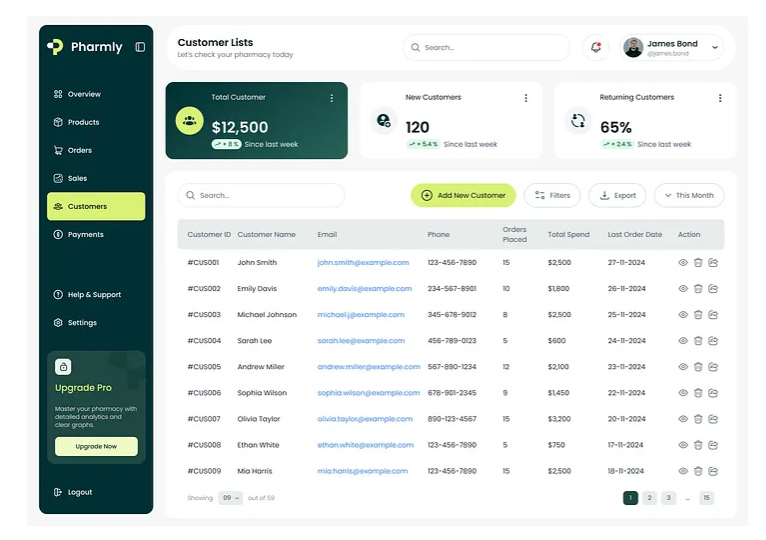 Pharmly
Overview
Products
Orders
Sales
Customers
Payments
Help & Support
Settings
Upgrade Pro
Master your pharmacy with
detailed analytics and
clear graphs.
Upgrade Now
Logout
Customer Lists
Let's check your pharmacy today
Search...
James Bond
@james.bond
Total Customer
$12,500
+ 8 % Since last week
New Customers
120
+ 5.4 % Since last week
Returning Customers
65%
+ 2.4 % Since last week
Search...
Add New Customer
Filters
Export
This Month
Customer ID Customer Name Email Phone Orders Placed Total Spend Last Order Date Action
#CUS001 John Smith john.smith@example.com 123-456-7890 15 $2,500 27-11-2024
#CUS002 Emily Davis emily.davis@example.com 234-567-8901 10 $1,800 26-11-2024
#CUS003 Michael Johnson michael.j@example.com 345-678-9012 8 $2,500 25-11-2024
#CUS004 Sarah Lee sarah.lee@example.com 456-789-0123 5 $600 24-11-2024
#CUS005 Andrew Miller andrew.miller@example.com 567-890-1234 12 $2,100 23-11-2024
#CUS006 Sophia Wilson sophia.wilson@example.com 678-901-2345 9 $1,450 22-11-2024
#CUS007 Olivia Taylor olivia.taylor@example.com 890-123-4567 15 $3,200 20-11-2024
#CUS008 Ethan White ethan.white@example.com 123-456-7890 5 $750 17-11-2024
#CUS009 Mia Harris mia.harris@example.com 123-456-7890 15 $2,500 18-11-2024
Showing 09 out of 59
1 2 3 ... 15